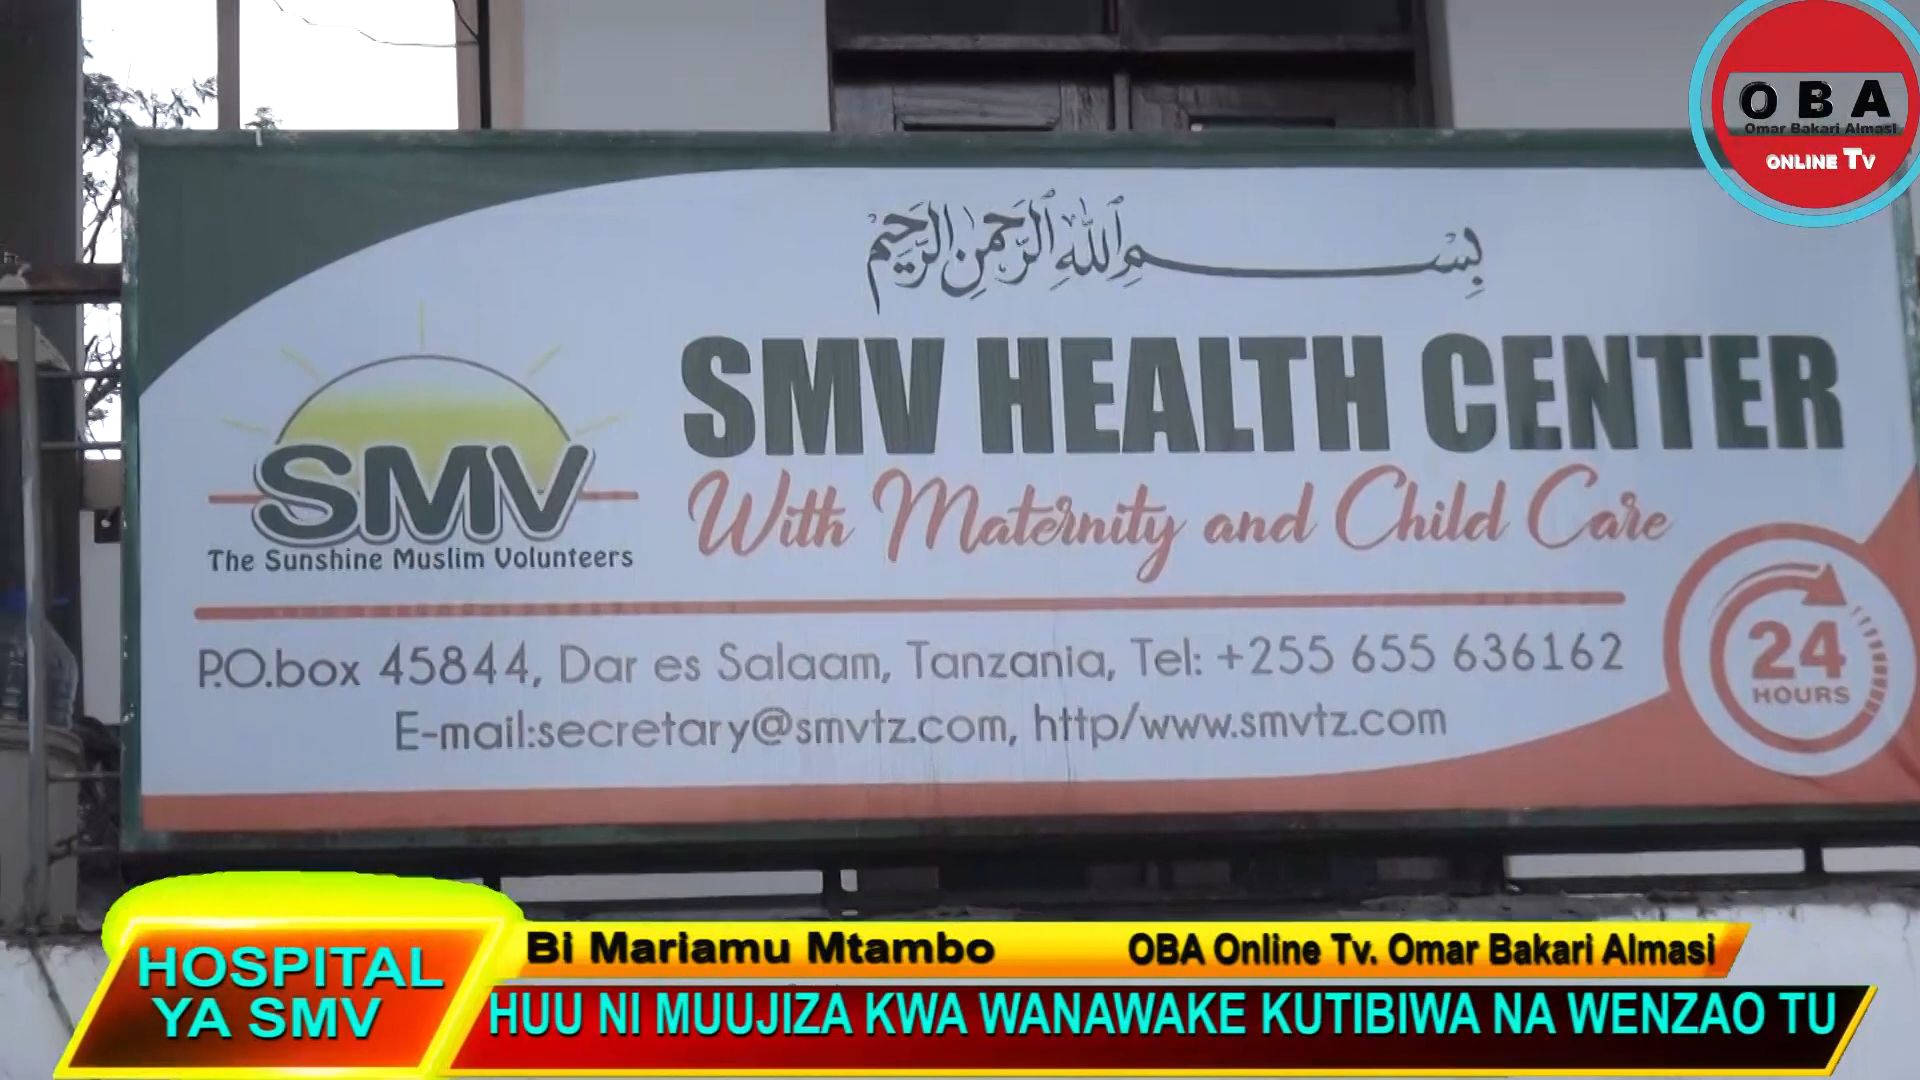 OBA
Omar Bakari Almasi
ONLINE TV
بِسْمِ ٱللَّهِ ٱلرَّحْمَنِ ٱلرَّحِيمِ
SMV HEALTH CENTER
With Maternity and Child Care
SMV
The Sunshine Muslim Volunteers
P.O.box 45844, Dar es Salaam, Tanzania, Tel: +255 655 636162
E-mail:secretary@smvtz.com, http/www.smvtz.com
24
HOURS
HOSPITAL
YA SMV
Bi Mariamu Mtambo
OBA Online Tv. Omar Bakari Almasi
HUU NI MUUJIZA KWA WANAWAKE KUTIBIWA NA WENZAO TU